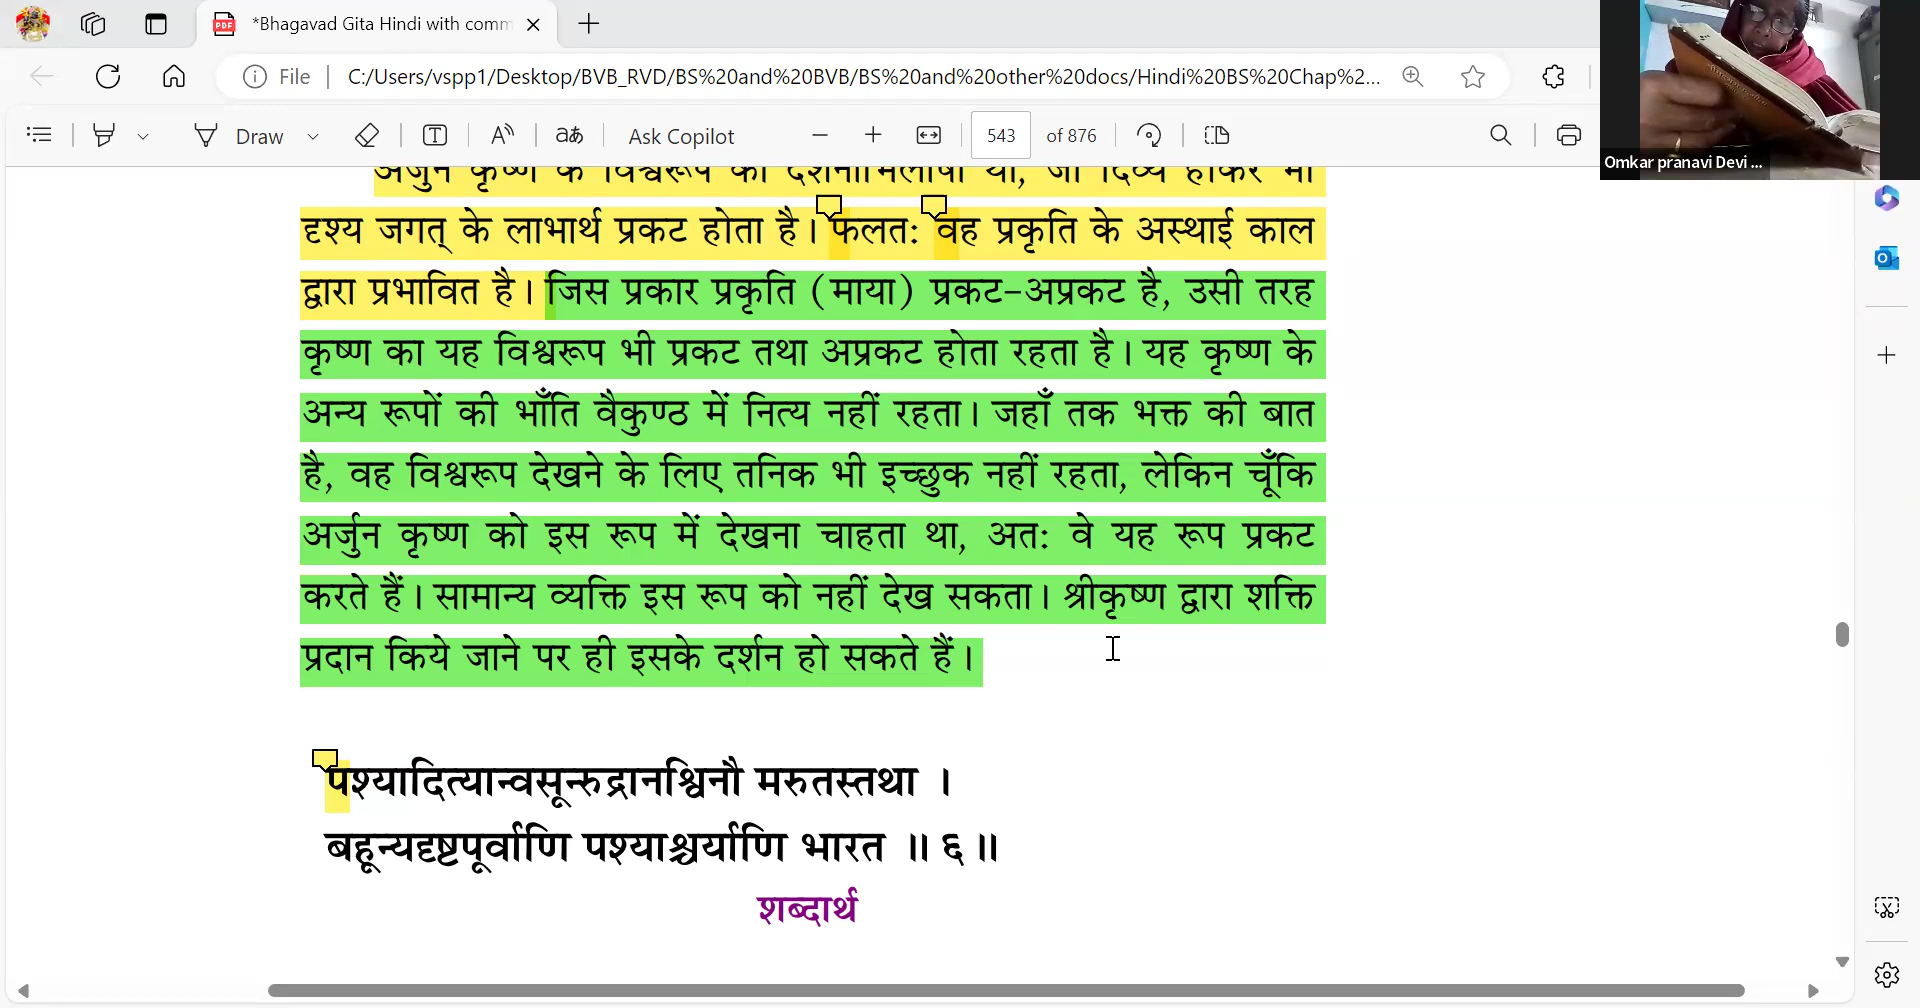 *Bhagavad Gita Hindi with comm
File
C:/Users/vspp1/Desktop/BVB_RVD/BS%20and%20BVB/BS%20and%20other%20docs/Hindi%20BS%20Chap%2...
Draw
Ask Copilot
543 of 876
Omkar pranavi Devi ...
अर्जुन कृष्ण के विश्वरूप का दर्शनाभिलाषी था, जो दिव्य होकर भी
दृश्य जगत् के लाभार्थ प्रकट होता है। फलतः वह प्रकृति के अस्थाई काल
द्वारा प्रभावित है। जिस प्रकार प्रकृति (माया) प्रकट-अप्रकट है, उसी तरह
कृष्ण का यह विश्वरूप भी प्रकट तथा अप्रकट होता रहता है। यह कृष्ण के
अन्य रूपों की भाँति वैकुण्ठ में नित्य नहीं रहता। जहाँ तक भक्त की बात
है, वह विश्वरूप देखने के लिए तनिक भी इच्छुक नहीं रहता, लेकिन चूँकि
अर्जुन कृष्ण को इस रूप में देखना चाहता था, अतः वे यह रूप प्रकट
करते हैं। सामान्य व्यक्ति इस रूप को नहीं देख सकता। श्रीकृष्ण द्वारा शक्ति
प्रदान किये जाने पर ही इसके दर्शन हो सकते हैं।
पश्यादित्यान्वसून्रुद्रानश्विनौ मरुतस्तथा ।
बहून्यदृष्टपूर्वाणि पश्याश्चर्याणि भारत ॥ ६ ॥
शब्दार्थ